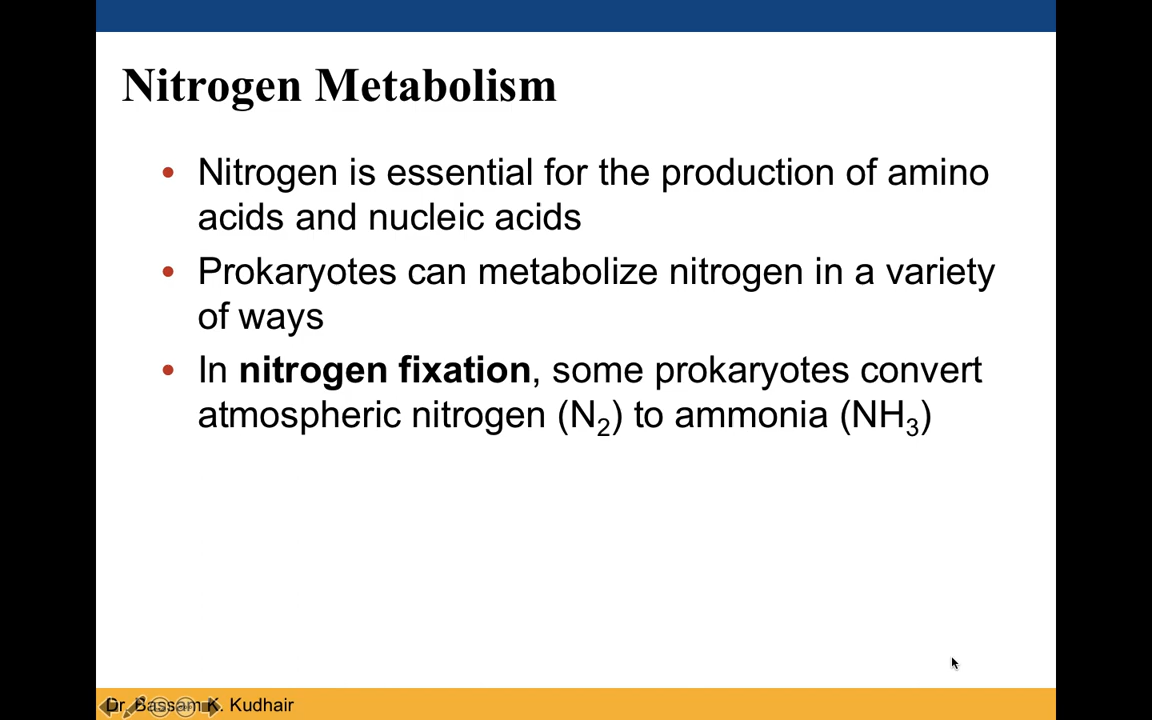 Nitrogen Metabolism
• Nitrogen is essential for the production of amino
acids and nucleic acids
• Prokaryotes can metabolize nitrogen in a variety
of ways
• In nitrogen fixation, some prokaryotes convert
atmospheric nitrogen (N₂) to ammonia (NH₃)
Dr. Bassam K. Kudhair